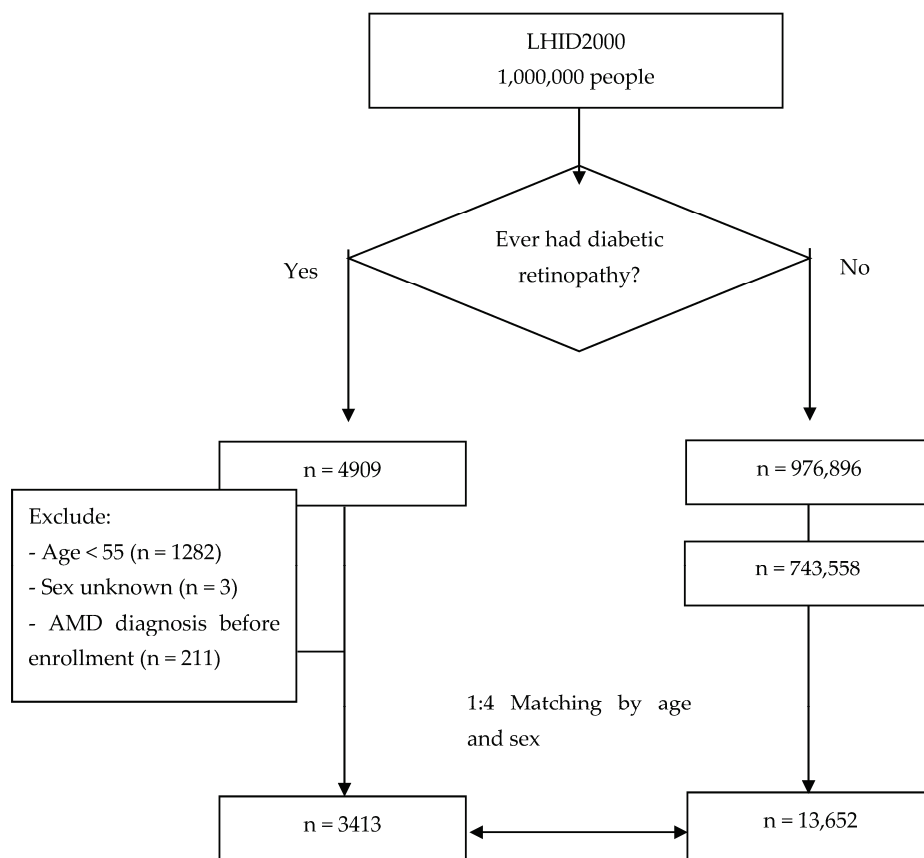 LHID2000
1,000,000 people
Ever had diabetic
retinopathy?
Yes
No
n = 4909
n = 976,896
Exclude:
- Age < 55 (n = 1282)
- Sex unknown (n = 3)
- AMD diagnosis before
enrollment (n = 211)
n = 743,558
1:4 Matching by age
and sex
n = 3413
n = 13,652